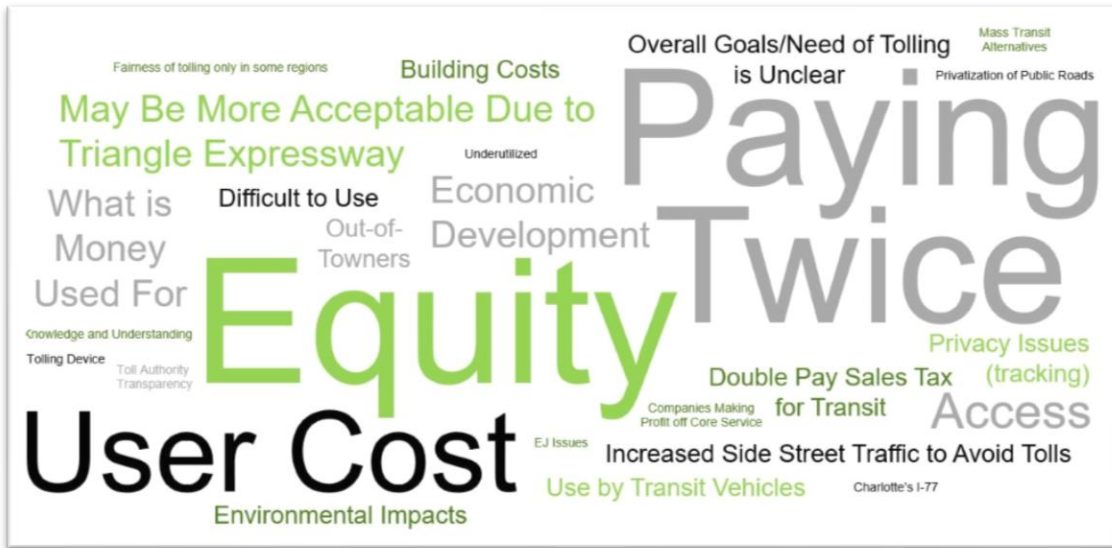 Fairness of tolling only in some regions
Building Costs
Overall Goals/Need of Tolling
is Unclear
Mass Transit
Alternatives
Privatization of Public Roads
May Be More Acceptable Due to
Triangle Expressway
Paying
Twice
Underutilized
What is
Money
Used For
Difficult to Use
Economic
Development
Out-of-
Towners
Equity
Knowledge and Understanding
Tolling Device
Toll Authority
Transparency
Privacy Issues
(tracking)
Double Pay Sales Tax
for Transit
Companies Making
Profit off Core Service
Access
User Cost
EJ Issues
Increased Side Street Traffic to Avoid Tolls
Use by Transit Vehicles
Charlotte's I-77
Environmental Impacts